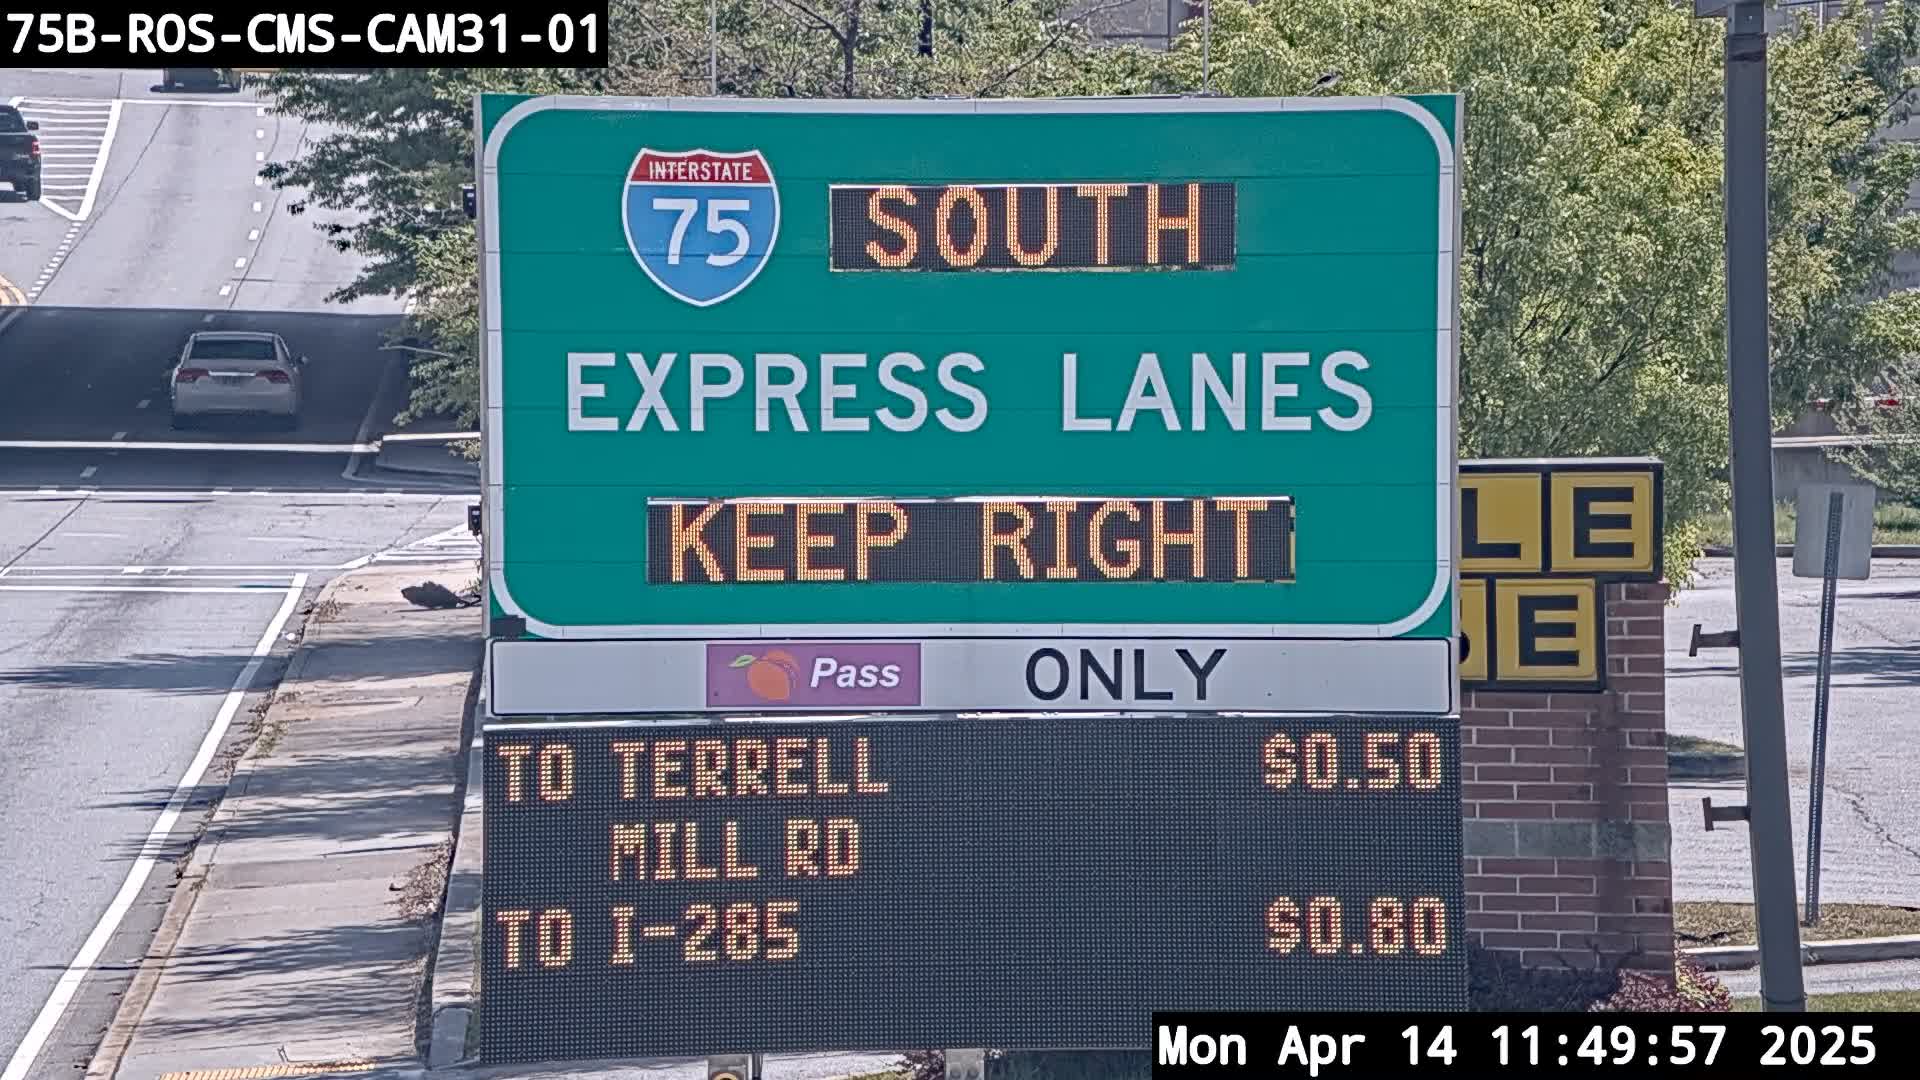 75B-ROS-CMS-CAM31-01
INTERSTATE
75
SOUTH
EXPRESS LANES
KEEP RIGHT
Pass ONLY
TO TERRELL $0.50
MILL RD
TO I-285 $0.80
LE
E
Mon Apr 14 11:49:57 2025